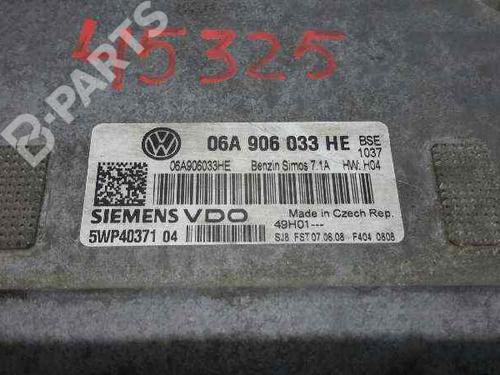 45325
B-PARTS
06A 906 033 HE BSE
1037
06A906033HE Benzin Simos 7.1A HW: H04
SIEMENS VDO Made in Czech Rep.
49H01---
5WP40371 04 SJ8 FST 07.06.08 F404 0808